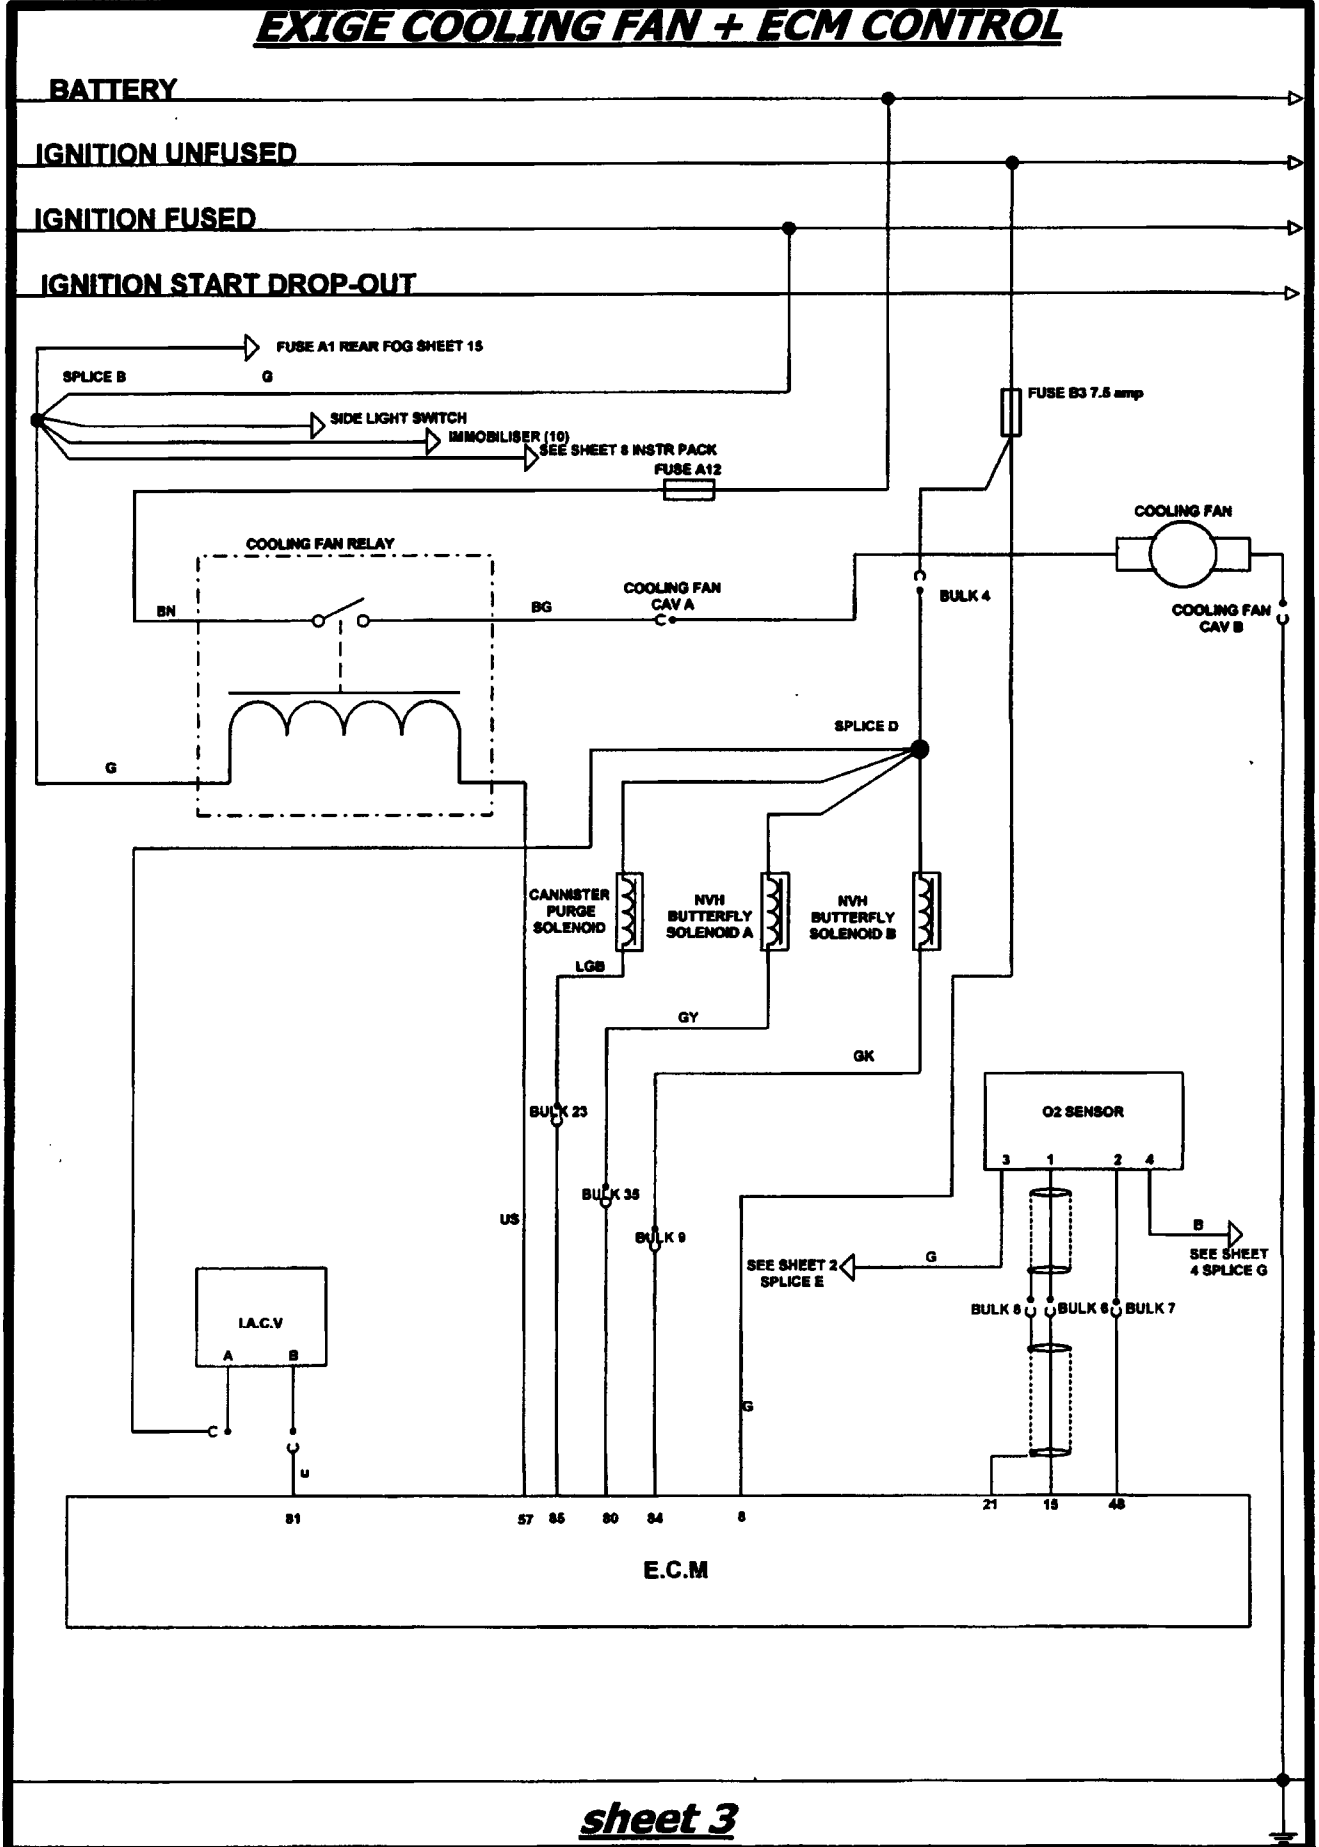 EXIGE COOLING FAN + ECM CONTROL
BATTERY
IGNITION UNFUSED
IGNITION FUSED
IGNITION START DROP-OUT
FUSE A1 REAR FOG SHEET 15
SPLICE B
G
SIDE LIGHT SWITCH
IMMOBILISER (10)
SEE SHEET 8 INSTR PACK
FUSE A12
FUSE B3 7.5 amp
COOLING FAN
COOLING FAN RELAY
BN
BG
COOLING FAN
CAV A
BULK 4
COOLING FAN
CAV B
SPLICE D
G
CANNISTER
PURGE
SOLENOID
NVH
BUTTERFLY
SOLENOID A
NVH
BUTTERFLY
SOLENOID B
LGB
GY
GK
BULK 23
O2 SENSOR
3 1 2 4
BULK 35
US
BULK 9
B
SEE SHEET
4 SPLICE G
G
SEE SHEET 2
SPLICE E
BULK 8
BULK 6
BULK 7
I.A.C.V
A B
G
U
81 57 85 80 84 8 21 15 48
E.C.M
sheet 3